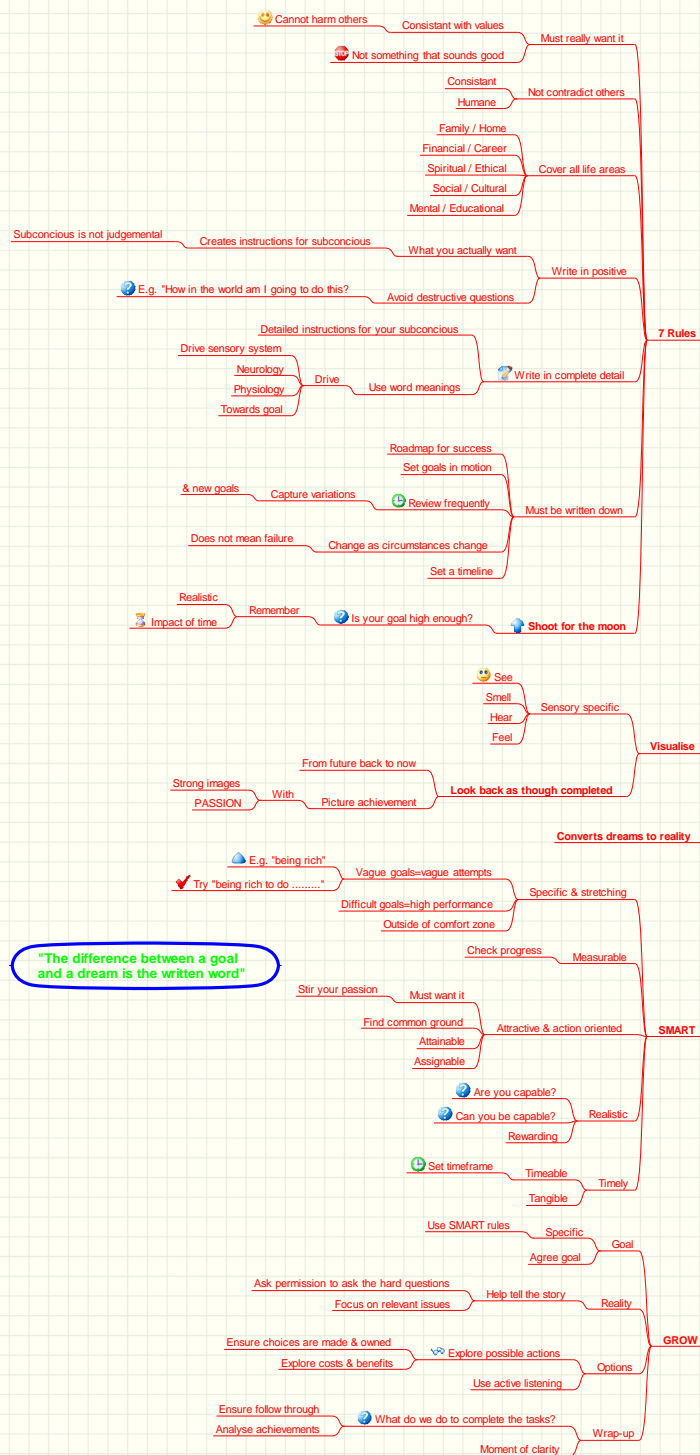 Cannot harm others
Consistant with values
Must really want it
Not something that sounds good
Consistant
Not contradict others
Humane
Family / Home
Financial / Career
Cover all life areas
Spiritual / Ethical
Social / Cultural
Mental / Educational
Subconcious is not judgemental
Creates instructions for subconcious
What you actually want
Write in positive
E.g. "How in the world am I going to do this?
Avoid destructive questions
7 Rules
Detailed instructions for your subconcious
Drive sensory system
Neurology
Drive
Physiology
Towards goal
Use word meanings
Write in complete detail
Roadmap for success
Set goals in motion
& new goals
Capture variations
Review frequently
Must be written down
Does not mean failure
Change as circumstances change
Set a timeline
Realistic
Remember
Impact of time
Is your goal high enough?
Shoot for the moon
See
Smell
Sensory specific
Hear
Feel
Visualise
From future back to now
Look back as though completed
Strong images
With
PASSION
Picture achievement
Converts dreams to reality
E.g. "being rich"
Vague goals=vague attempts
Try "being rich to do ........."
Specific & stretching
Difficult goals=high performance
Outside of comfort zone
Check progress
Measurable
"The difference between a goal
and a dream is the written word"
Stir your passion
Must want it
Find common ground
Attractive & action oriented
Attainable
Assignable
SMART
Are you capable?
Can you be capable?
Realistic
Rewarding
Set timeframe
Timeable
Timely
Tangible
Use SMART rules
Specific
Goal
Agree goal
Ask permission to ask the hard questions
Help tell the story
Reality
Focus on relevant issues
GROW
Ensure choices are made & owned
Explore possible actions
Explore costs & benefits
Options
Use active listening
Ensure follow through
What do we do to complete the tasks?
Analyse achievements
Wrap-up
Moment of clarity